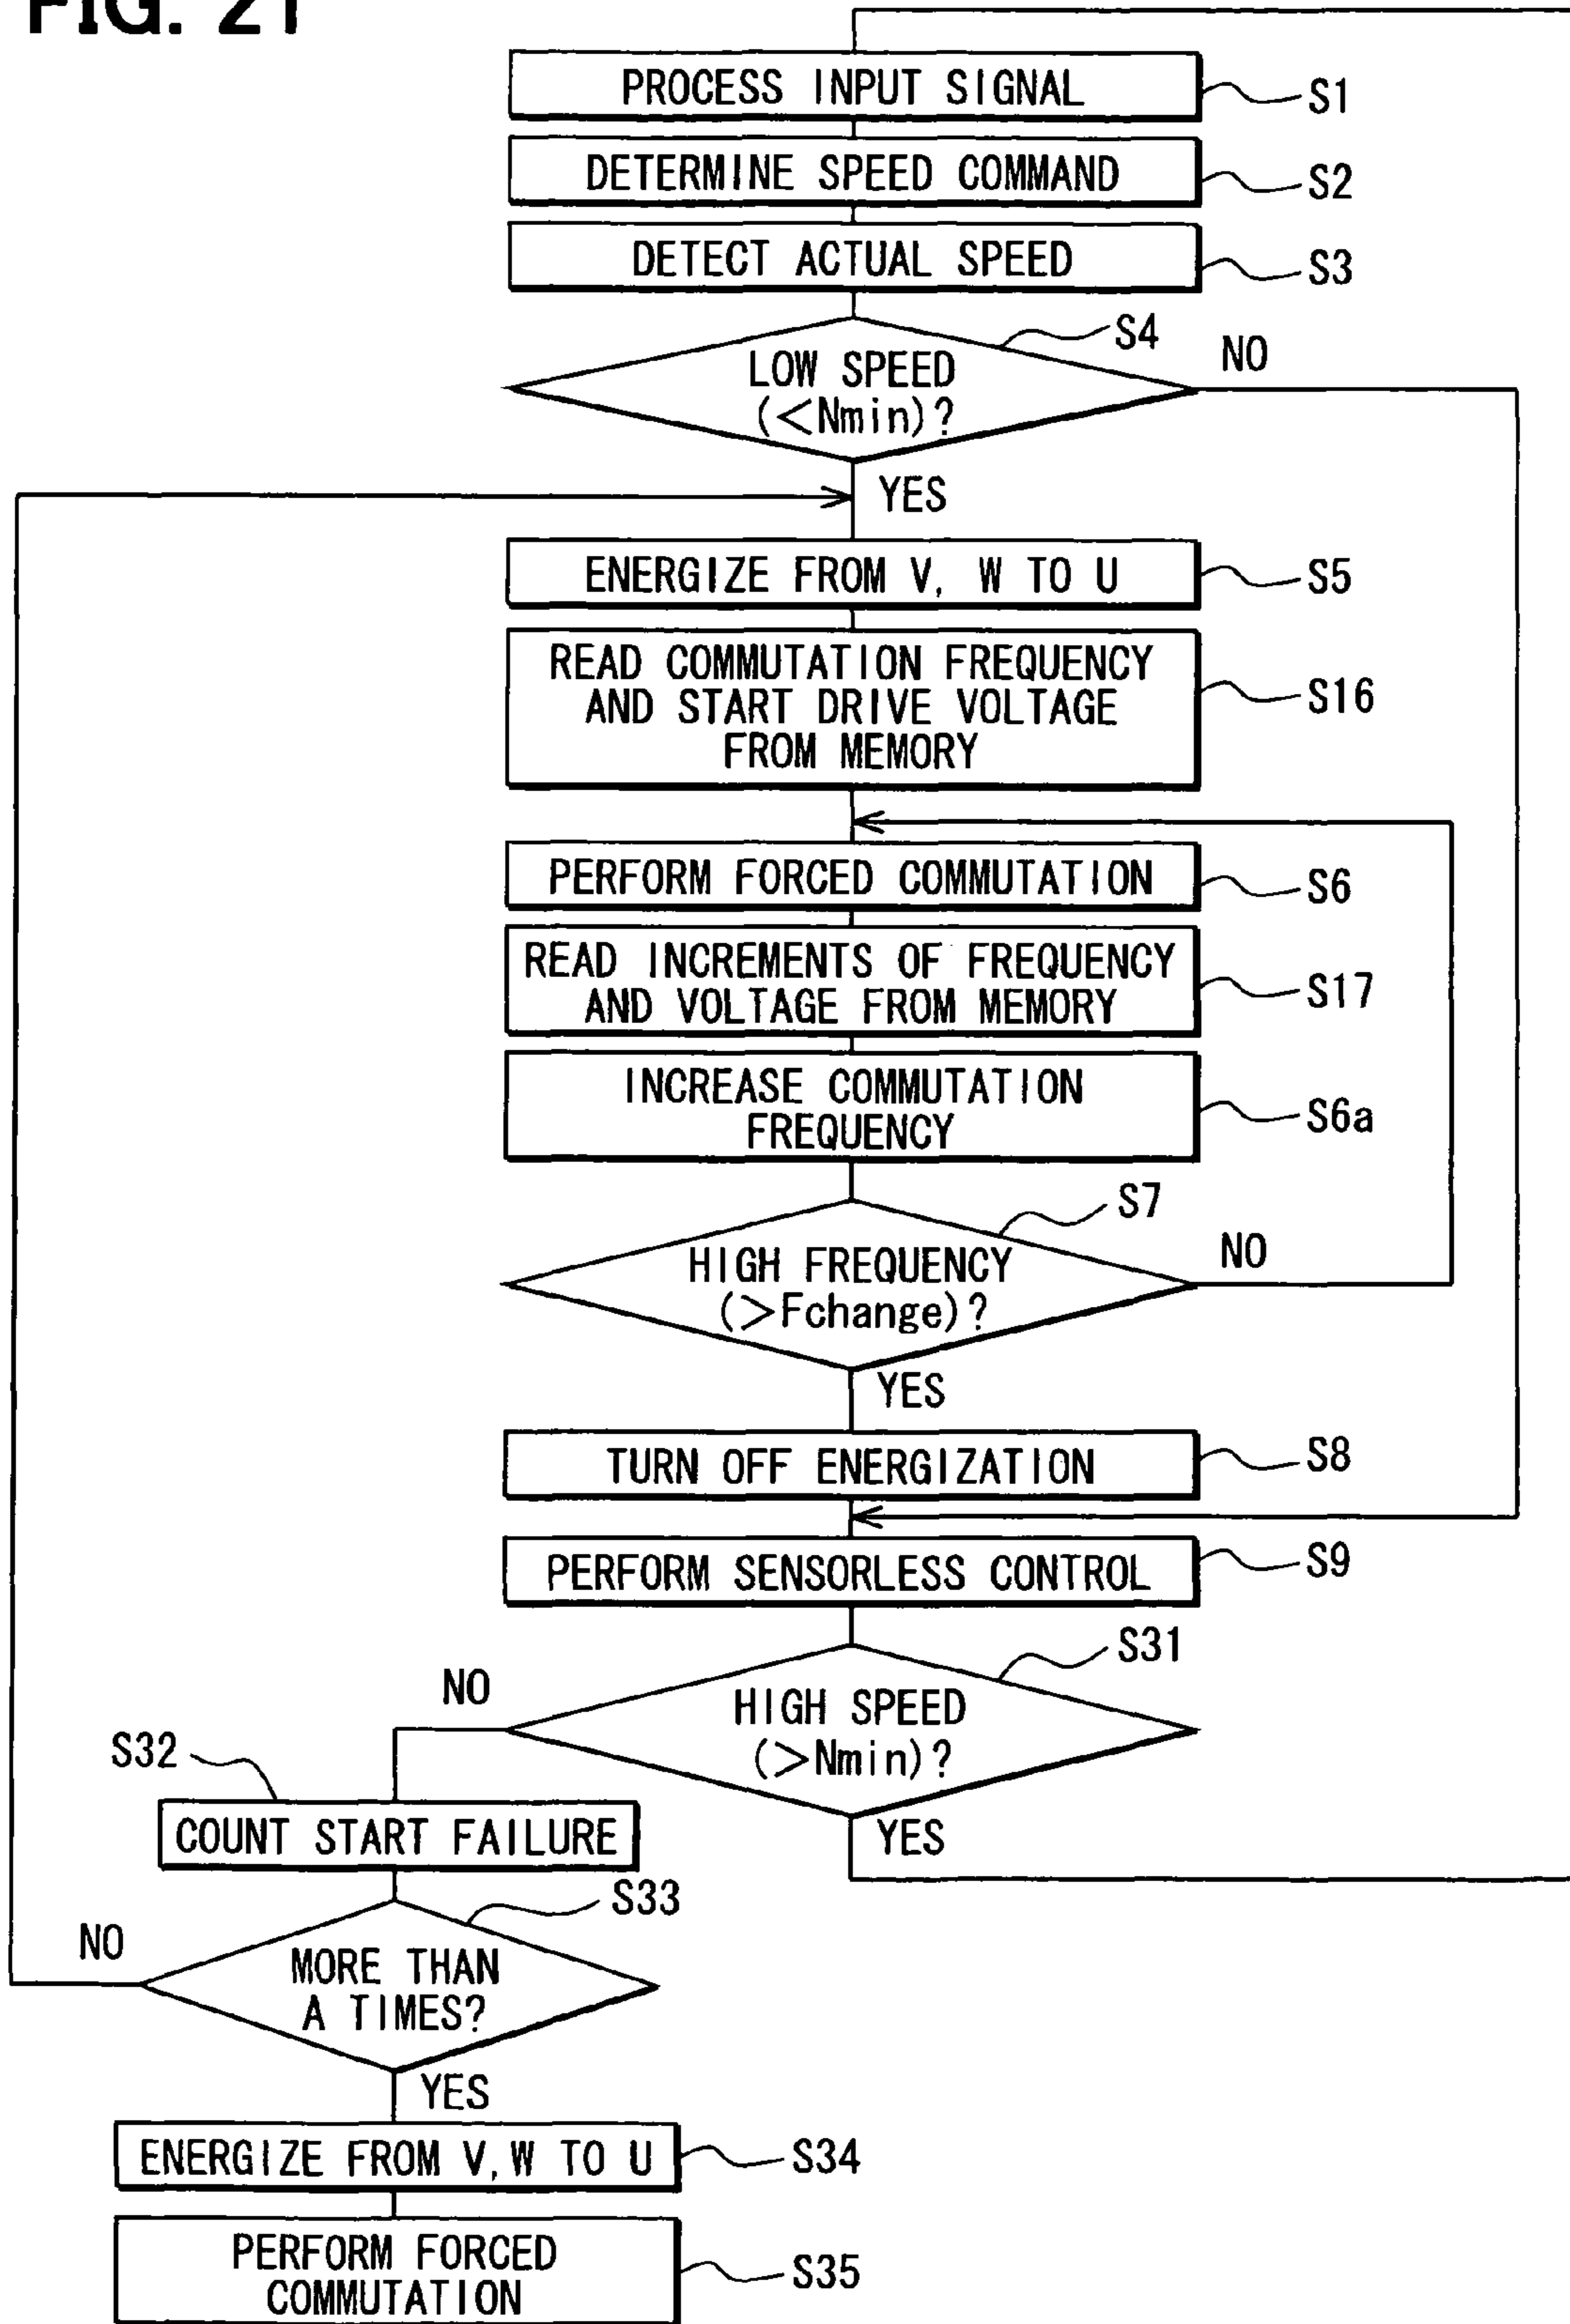 FIG. 21
PROCESS INPUT SIGNAL
S1
DETERMINE SPEED COMMAND
S2
DETECT ACTUAL SPEED
S3
S4
LOW SPEED
(<Nmin)?
NO
YES
ENERGIZE FROM V, W TO U
S5
READ COMMUTATION FREQUENCY
AND START DRIVE VOLTAGE
FROM MEMORY
S16
PERFORM FORCED COMMUTATION
S6
READ INCREMENTS OF FREQUENCY
AND VOLTAGE FROM MEMORY
S17
INCREASE COMMUTATION
FREQUENCY
S6a
S7
HIGH FREQUENCY
(>Fchange)?
NO
YES
TURN OFF ENERGIZATION
S8
PERFORM SENSORLESS CONTROL
S9
S31
NO
HIGH SPEED
(>Nmin)?
YES
S32
COUNT START FAILURE
S33
NO
MORE THAN
A TIMES?
YES
ENERGIZE FROM V,W TO U
S34
PERFORM FORCED
COMMUTATION
S35